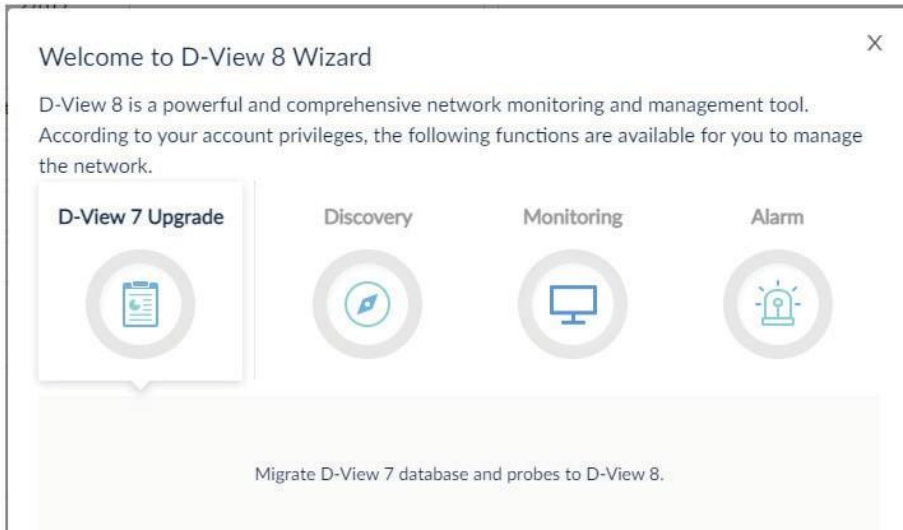 Welcome to D-View 8 Wizard
X
D-View 8 is a powerful and comprehensive network monitoring and management tool.
According to your account privileges, the following functions are available for you to manage
the network.
D-View 7 Upgrade
Discovery
Monitoring
Alarm
Migrate D-View 7 database and probes to D-View 8.